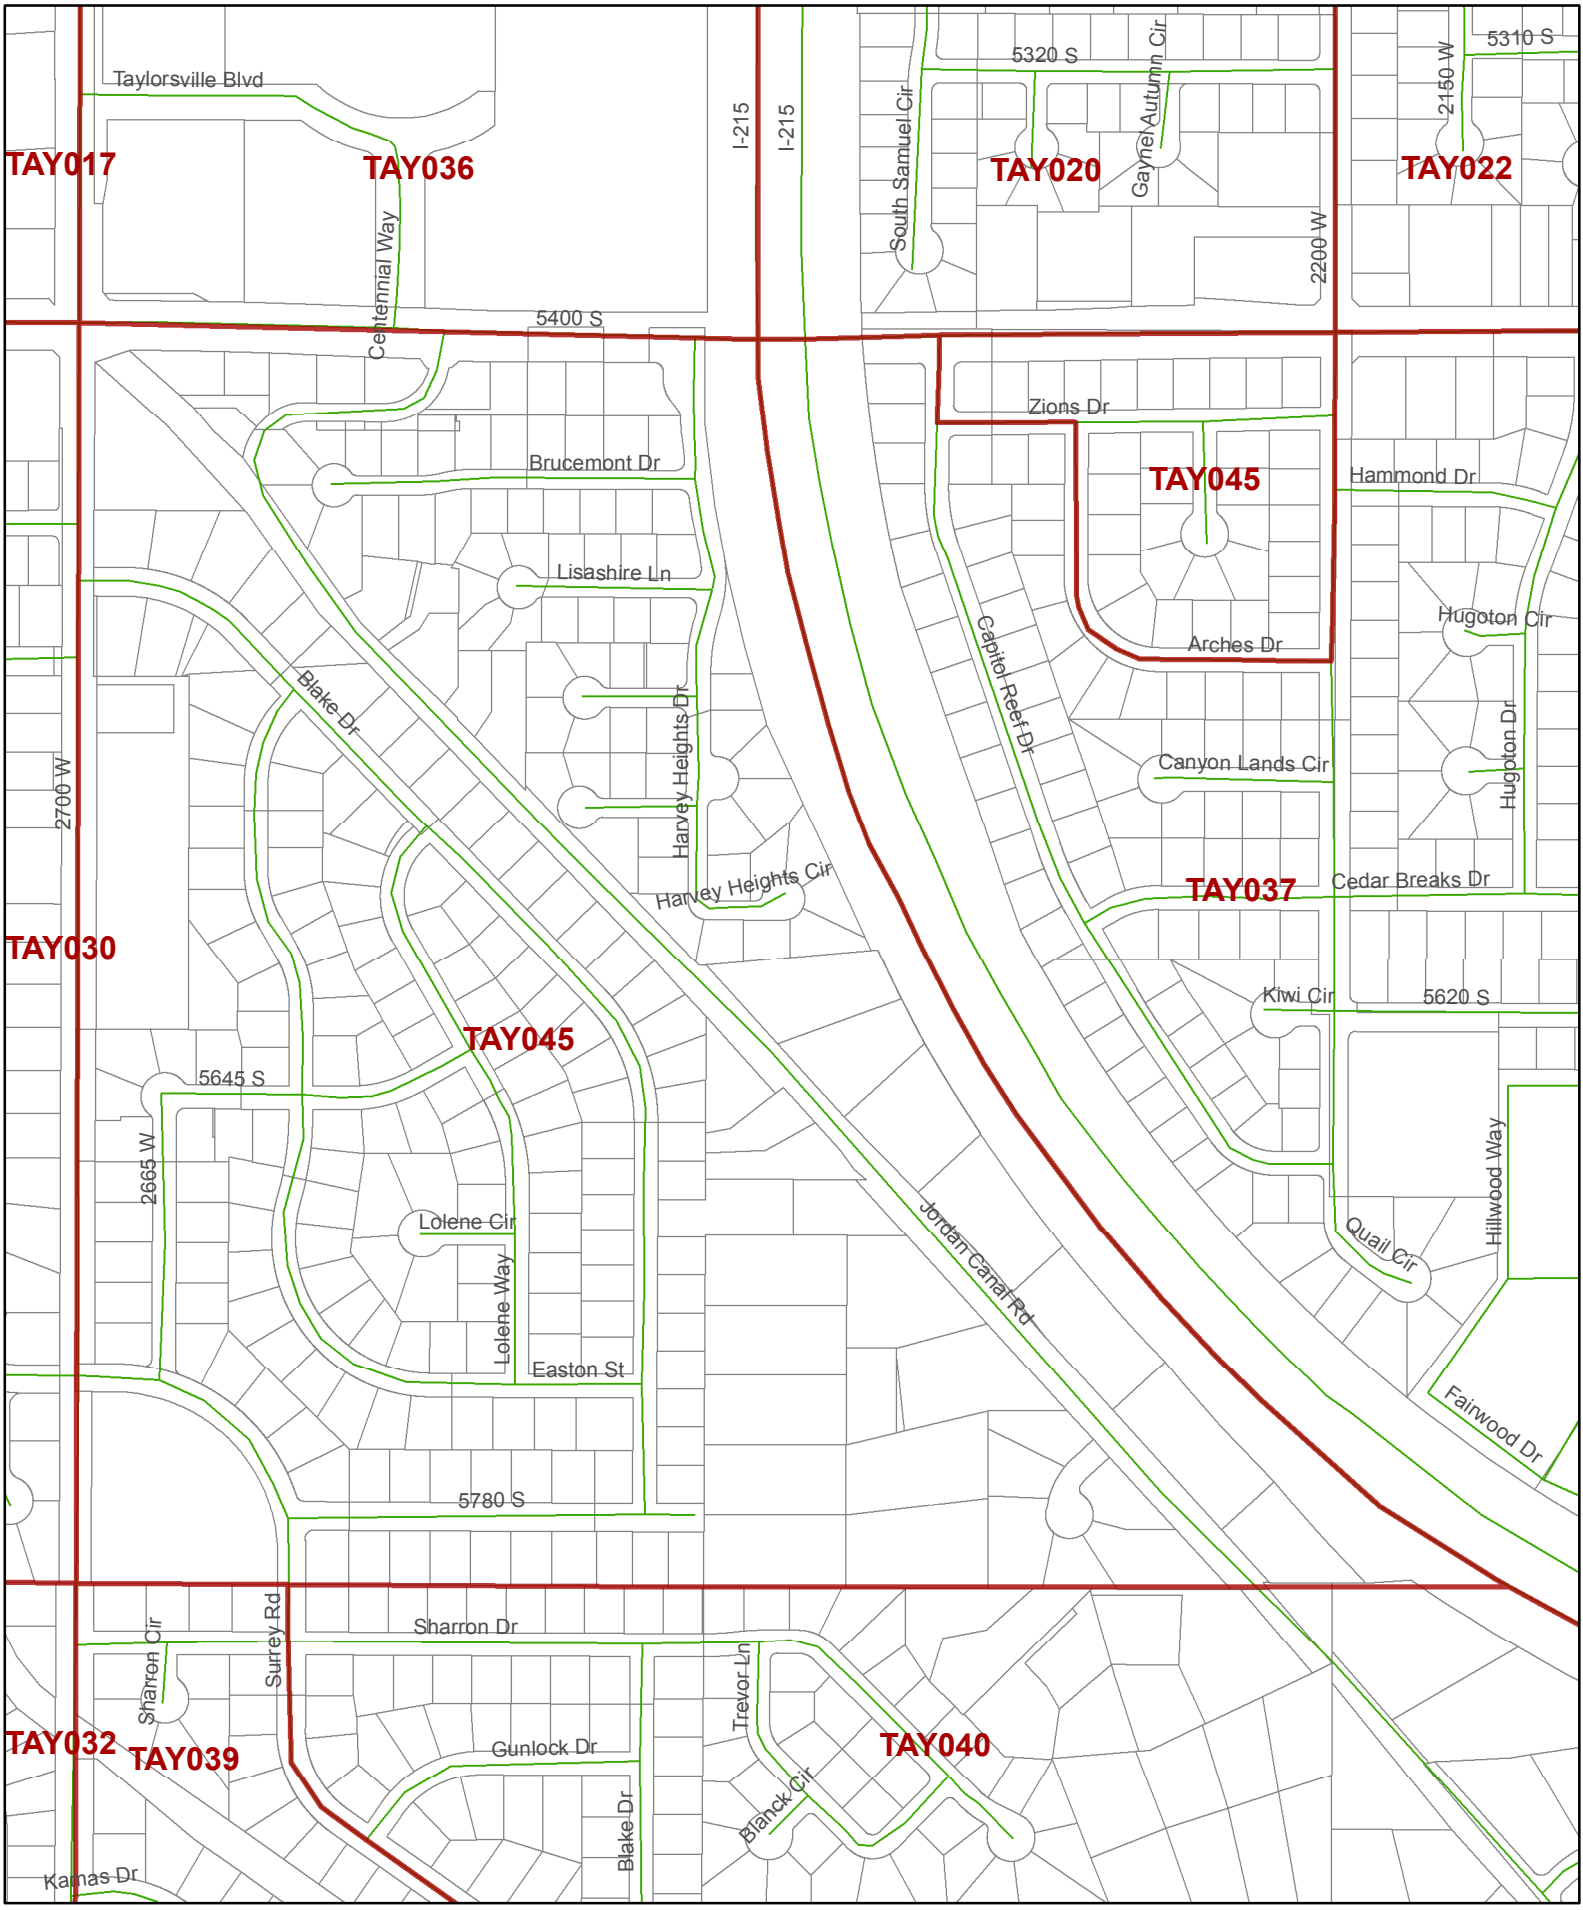 5310 S
5320 S
Gaynel Autumn Cir
2150 W
Taylorsville Blvd
I-215
I-215
South Samuel Cir
TAY017
TAY036
TAY020
TAY022
2200 W
Centennial Way
5400 S
Zions Dr
Brucemont Dr
TAY045
Hammond Dr
Lisashire Ln
Hugoton Cir
Capitol Reef Dr
Arches Dr
Blake Dr
Harvey Heights Dr
Hugoton Dr
2700 W
Canyon Lands Cir
Harvey Heights Cir
TAY037
Cedar Breaks Dr
TAY030
Kiwi Cir
5620 S
TAY045
5645 S
2665 W
Hillwood Way
Lolene Cir
Jordan Canal Rd
Quail Cir
Lolene Way
Easton St
Fairwood Dr
5780 S
Sharron Cir
Surrey Rd
Sharron Dr
Trevor Ln
TAY032
TAY039
Gunlock Dr
TAY040
Blanck Cir
Blake Dr
Kamas Dr